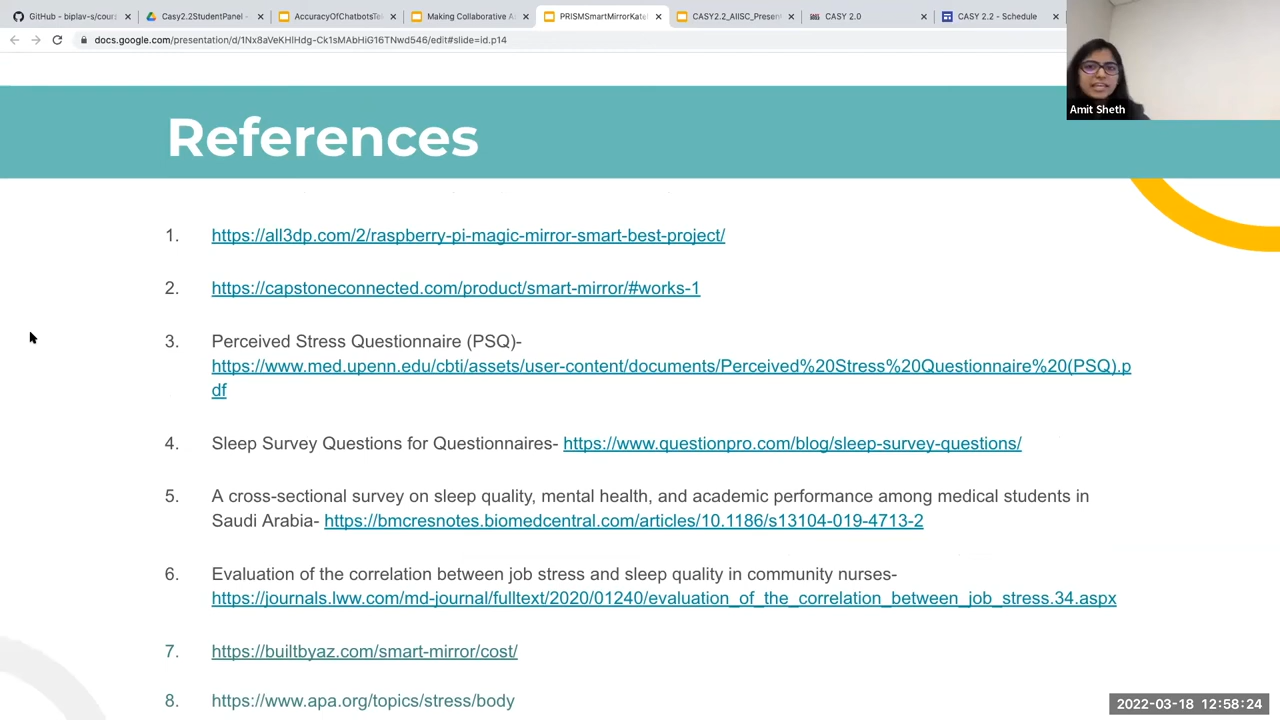 GitHub - biplav-s/cours
Casy2.2StudentPanel -
AccuracyOfChatbotsTe
Making Collaborative A
PRISMSmartMirrorKate
CASY2.2_AIISC_Presen
CASY 2.0
CASY 2.2 - Schedule
docs.google.com/presentation/d/1Nx8aVeKHlHdg-Ck1sMAbHiG16TNwd546/edit#slide=id.p14
Amit Sheth
References
1. https://all3dp.com/2/raspberry-pi-magic-mirror-smart-best-project/
2. https://capstoneconnected.com/product/smart-mirror/#works-1
3. Perceived Stress Questionnaire (PSQ)-
https://www.med.upenn.edu/cbti/assets/user-content/documents/Perceived%20Stress%20Questionnaire%20(PSQ).p
df
4. Sleep Survey Questions for Questionnaires- https://www.questionpro.com/blog/sleep-survey-questions/
5. A cross-sectional survey on sleep quality, mental health, and academic performance among medical students in
Saudi Arabia- https://bmcresnotes.biomedcentral.com/articles/10.1186/s13104-019-4713-2
6. Evaluation of the correlation between job stress and sleep quality in community nurses-
https://journals.lww.com/md-journal/fulltext/2020/01240/evaluation_of_the_correlation_between_job_stress.34.aspx
7. https://builtbyaz.com/smart-mirror/cost/
8. https://www.apa.org/topics/stress/body
2022-03-18 12:58:24